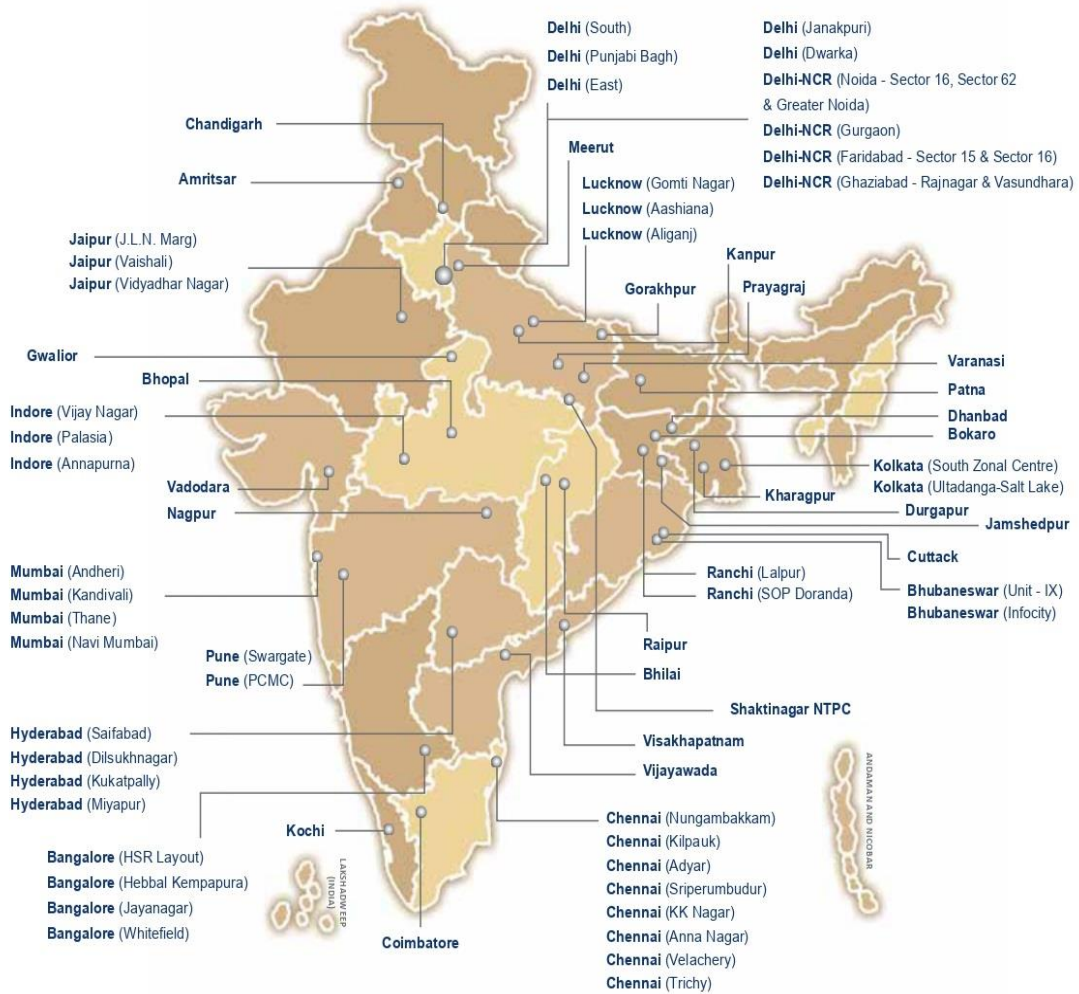 Delhi (South)
Delhi (Punjabi Bagh)
Delhi (East)
Delhi (Janakpuri)
Delhi (Dwarka)
Delhi-NCR (Noida - Sector 16, Sector 62
& Greater Noida)
Delhi-NCR (Gurgaon)
Delhi-NCR (Faridabad - Sector 15 & Sector 16)
Delhi-NCR (Ghaziabad - Rajnagar & Vasundhara)
Chandigarh
Meerut
Amritsar
Lucknow (Gomti Nagar)
Lucknow (Aashiana)
Lucknow (Aliganj)
Jaipur (J.L.N. Marg)
Jaipur (Vaishali)
Jaipur (Vidyadhar Nagar)
Kanpur
Gorakhpur
Prayagraj
Gwalior
Varanasi
Bhopal
Patna
Indore (Vijay Nagar)
Indore (Palasia)
Indore (Annapurna)
Dhanbad
Bokaro
Kolkata (South Zonal Centre)
Kolkata (Ultadanga-Salt Lake)
Vadodara
Kharagpur
Nagpur
Durgapur
Jamshedpur
Cuttack
Mumbai (Andheri)
Mumbai (Kandivali)
Mumbai (Thane)
Mumbai (Navi Mumbai)
Ranchi (Lalpur)
Ranchi (SOP Doranda)
Bhubaneswar (Unit - IX)
Bhubaneswar (Infocity)
Raipur
Pune (Swargate)
Pune (PCMC)
Bhilai
Shaktinagar NTPC
Hyderabad (Saifabad)
Hyderabad (Dilsukhnagar)
Hyderabad (Kukatpally)
Hyderabad (Miyapur)
Visakhapatnam
Vijayawada
ANDAMAN AND NICOBAR
Kochi
Chennai (Nungambakkam)
Chennai (Kilpauk)
Chennai (Adyar)
Chennai (Sriperumbudur)
Chennai (KK Nagar)
Chennai (Anna Nagar)
Chennai (Velachery)
Chennai (Trichy)
Bangalore (HSR Layout)
Bangalore (Hebbal Kempapura)
Bangalore (Jayanagar)
Bangalore (Whitefield)
LAKSHADWEEP
(INDIA)
Coimbatore